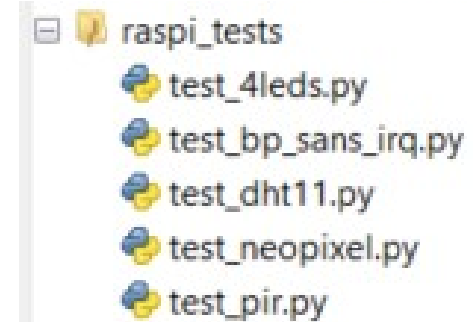 raspi_tests
test_4leds.py
test_bp_sans_irq.py
test_dht11.py
test_neopixel.py
test_pir.py